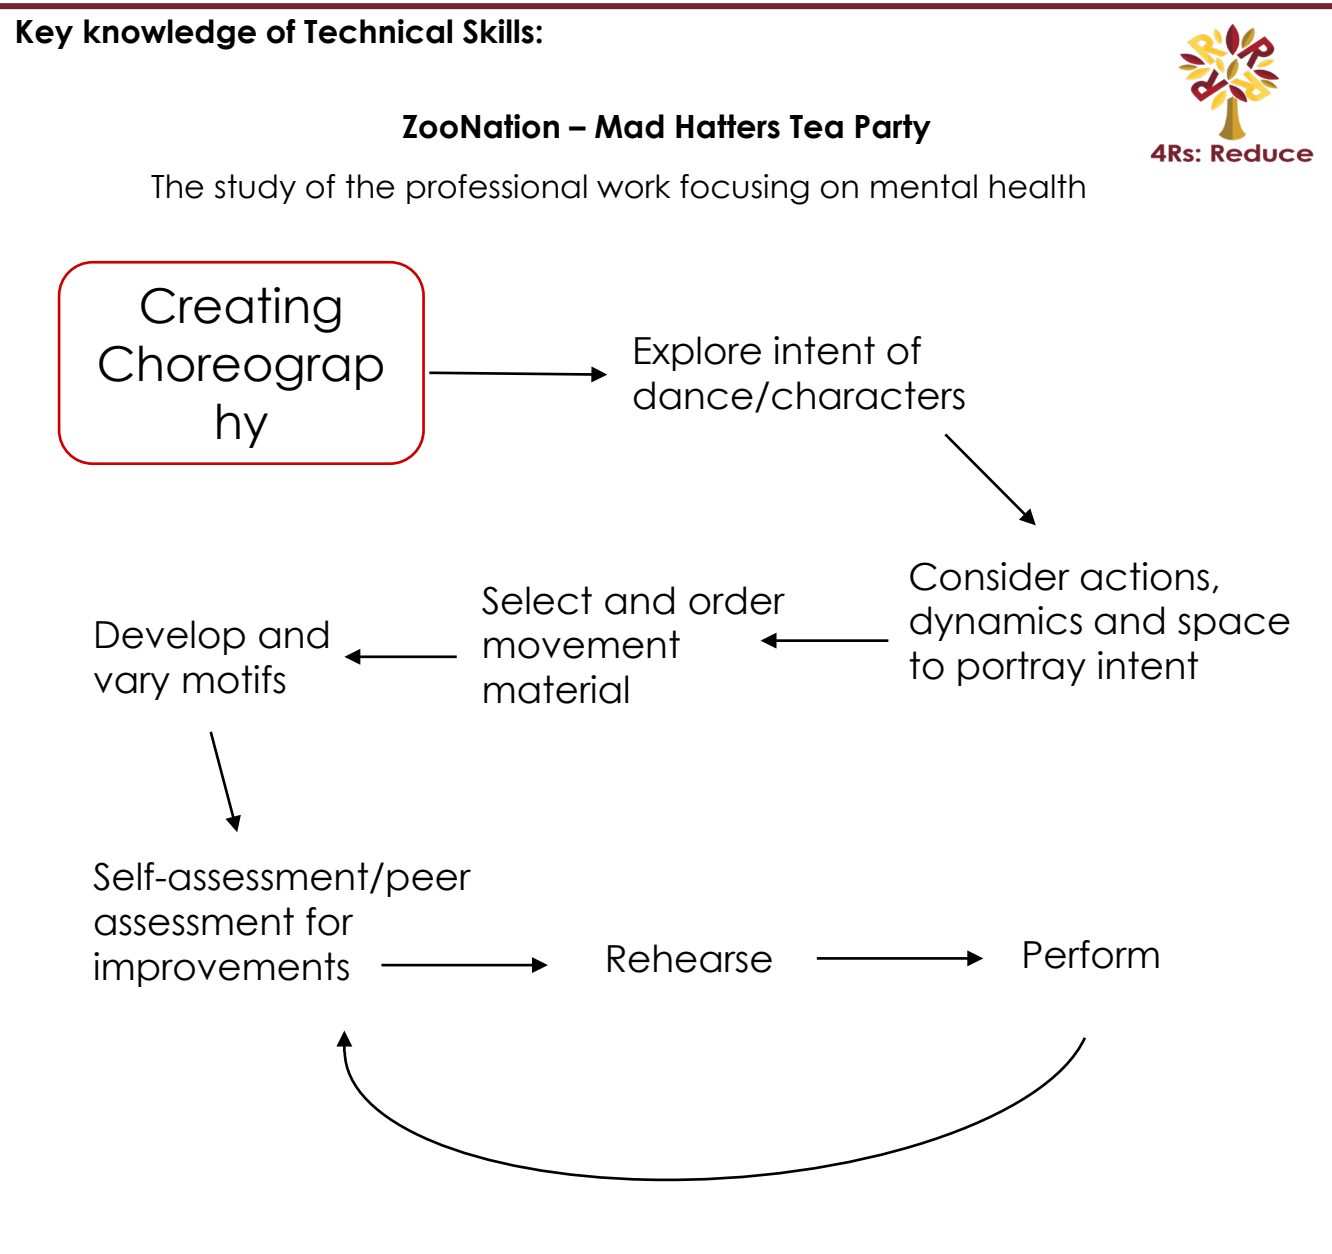 Key knowledge of Technical Skills:
ZooNation – Mad Hatters Tea Party
R
R
R
R
4Rs: Reduce
The study of the professional work focusing on mental health
Creating
Choreograp
hy
Explore intent of
dance/characters
Consider actions,
dynamics and space
to portray intent
Select and order
movement
material
Develop and
vary motifs
Self-assessment/peer
assessment for
improvements
Rehearse
Perform